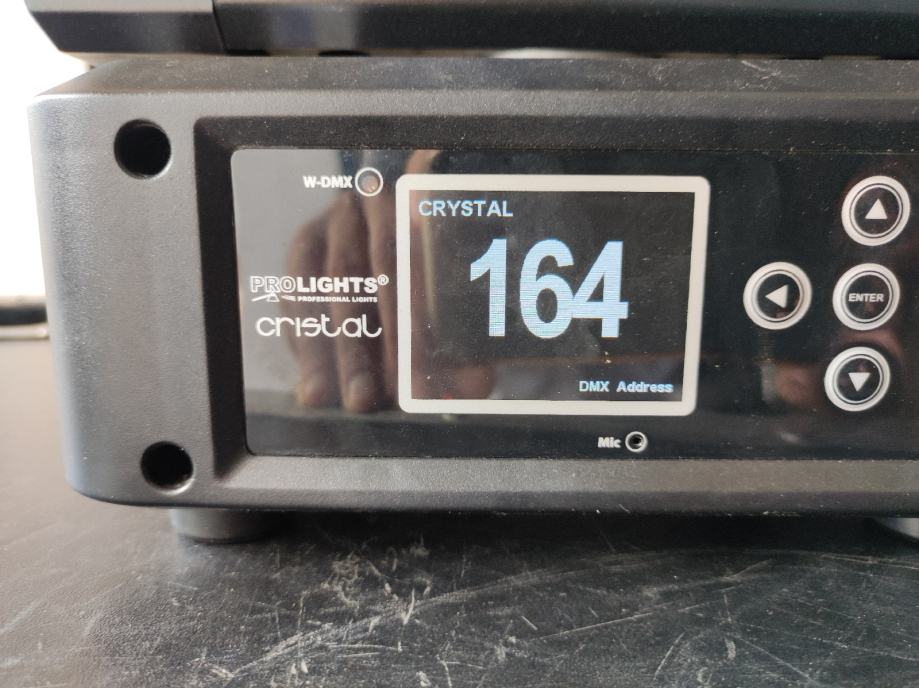 W-DMX
CRYSTAL
164
DMX Address
PROLIGHTS®
PROFESSIONAL LIGHTS
cristal
ENTER
Mic